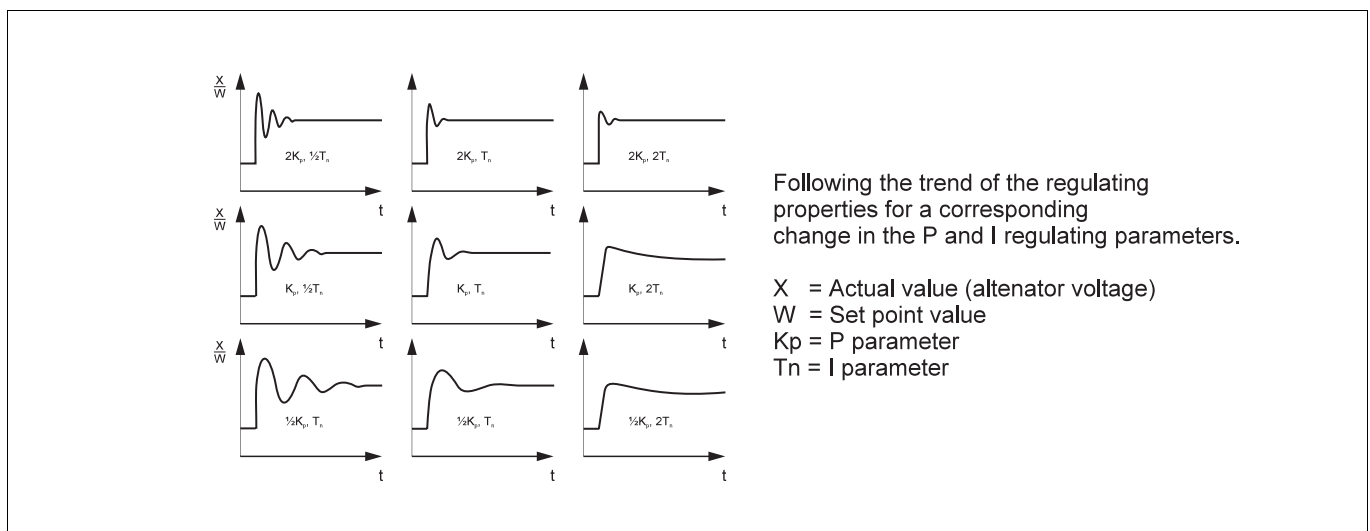 X
W
2Kp, ½Tn
t
2Kp, Tn
t
2Kp, 2Tn
t
X
W
Kp, ½Tn
t
Kp, Tn
t
Kp, 2Tn
t
X
W
½Kp, Tn
t
½Kp, Tn
t
½Kp, 2Tn
t
Following the trend of the regulating
properties for a corresponding
change in the P and I regulating parameters.
X = Actual value (altenator voltage)
W = Set point value
Kp = P parameter
Tn = I parameter